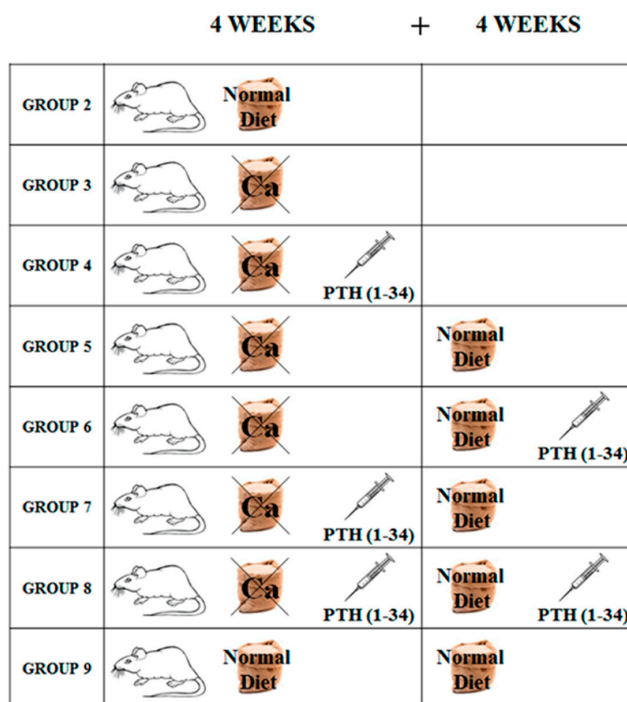 4 WEEKS + 4 WEEKS
GROUP 2
Normal
Diet
GROUP 3
Ca
GROUP 4
Ca
PTH (1-34)
GROUP 5
Ca
Normal
Diet
GROUP 6
Ca
Normal
Diet
PTH (1-34)
GROUP 7
Ca
PTH (1-34)
Normal
Diet
GROUP 8
Ca
PTH (1-34)
Normal
Diet
PTH (1-34)
GROUP 9
Normal
Diet
Normal
Diet